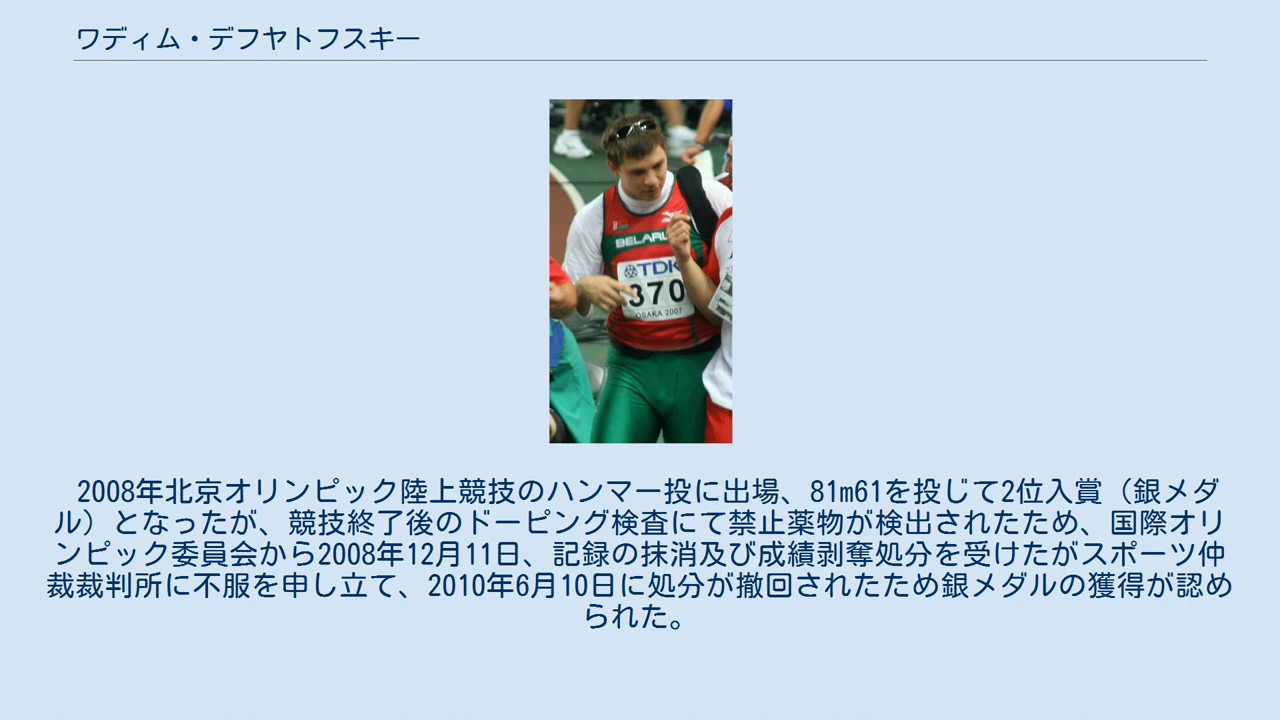 ワディム・デフヤトフスキー
BELARU
TDK
370
OSAKA 2007
2008年北京オリンピック陸上競技のハンマー投に出場、81m61を投じて2位入賞（銀メダ
ル）となったが、競技終了後のドーピング検査にて禁止薬物が検出されたため、国際オリ
ンピック委員会から2008年12月11日、記録の抹消及び成績剥奪処分を受けたがスポーツ仲
裁裁判所に不服を申し立て、2010年6月10日に処分が撤回されたため銀メダルの獲得が認め
られた。